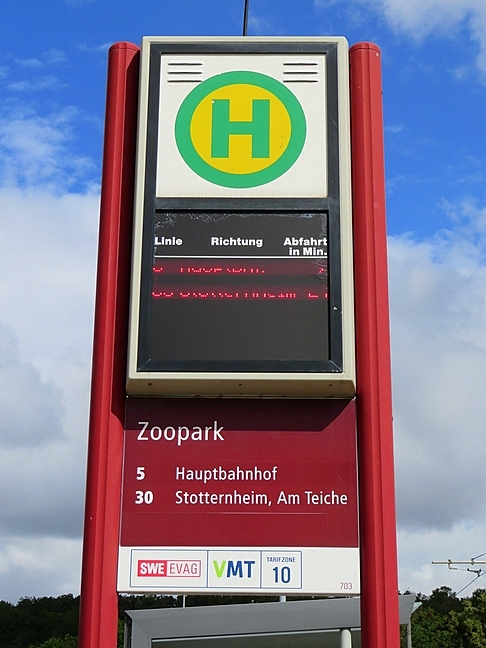 H
Linie Richtung Abfahrt
in Min.
Zoopark
5 Hauptbahnhof
30 Stotternheim, Am Teiche
SWE EVAG VMT TARIFZONE
10
703